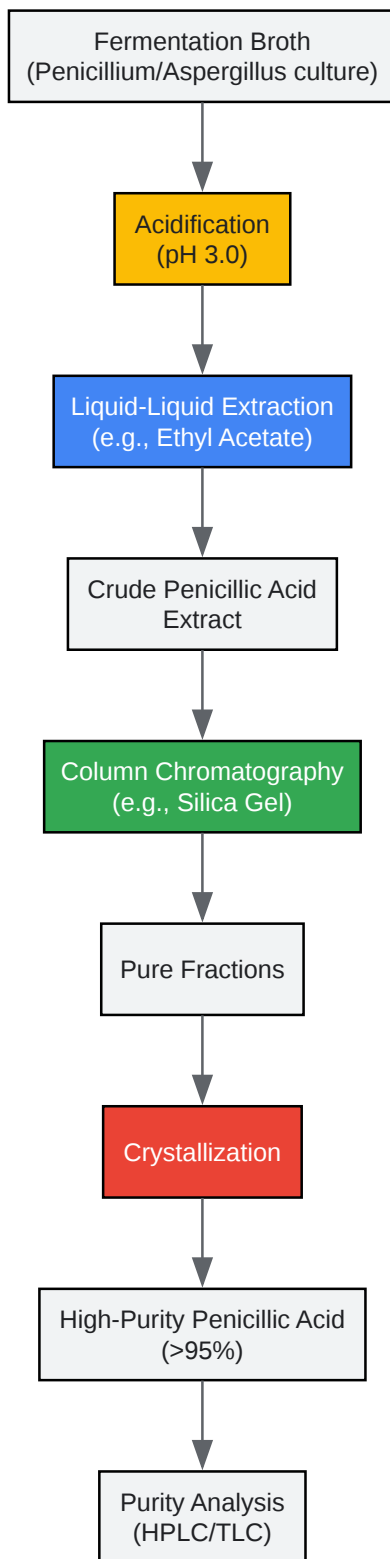 Fermentation Broth
(Penicillium/Aspergillus culture)
Acidification
(pH 3.0)
Liquid-Liquid Extraction
(e.g., Ethyl Acetate)
Crude Penicillic Acid
Extract
Column Chromatography
(e.g., Silica Gel)
Pure Fractions
Crystallization
High-Purity Penicillic Acid
(>95%)
Purity Analysis
(HPLC/TLC)